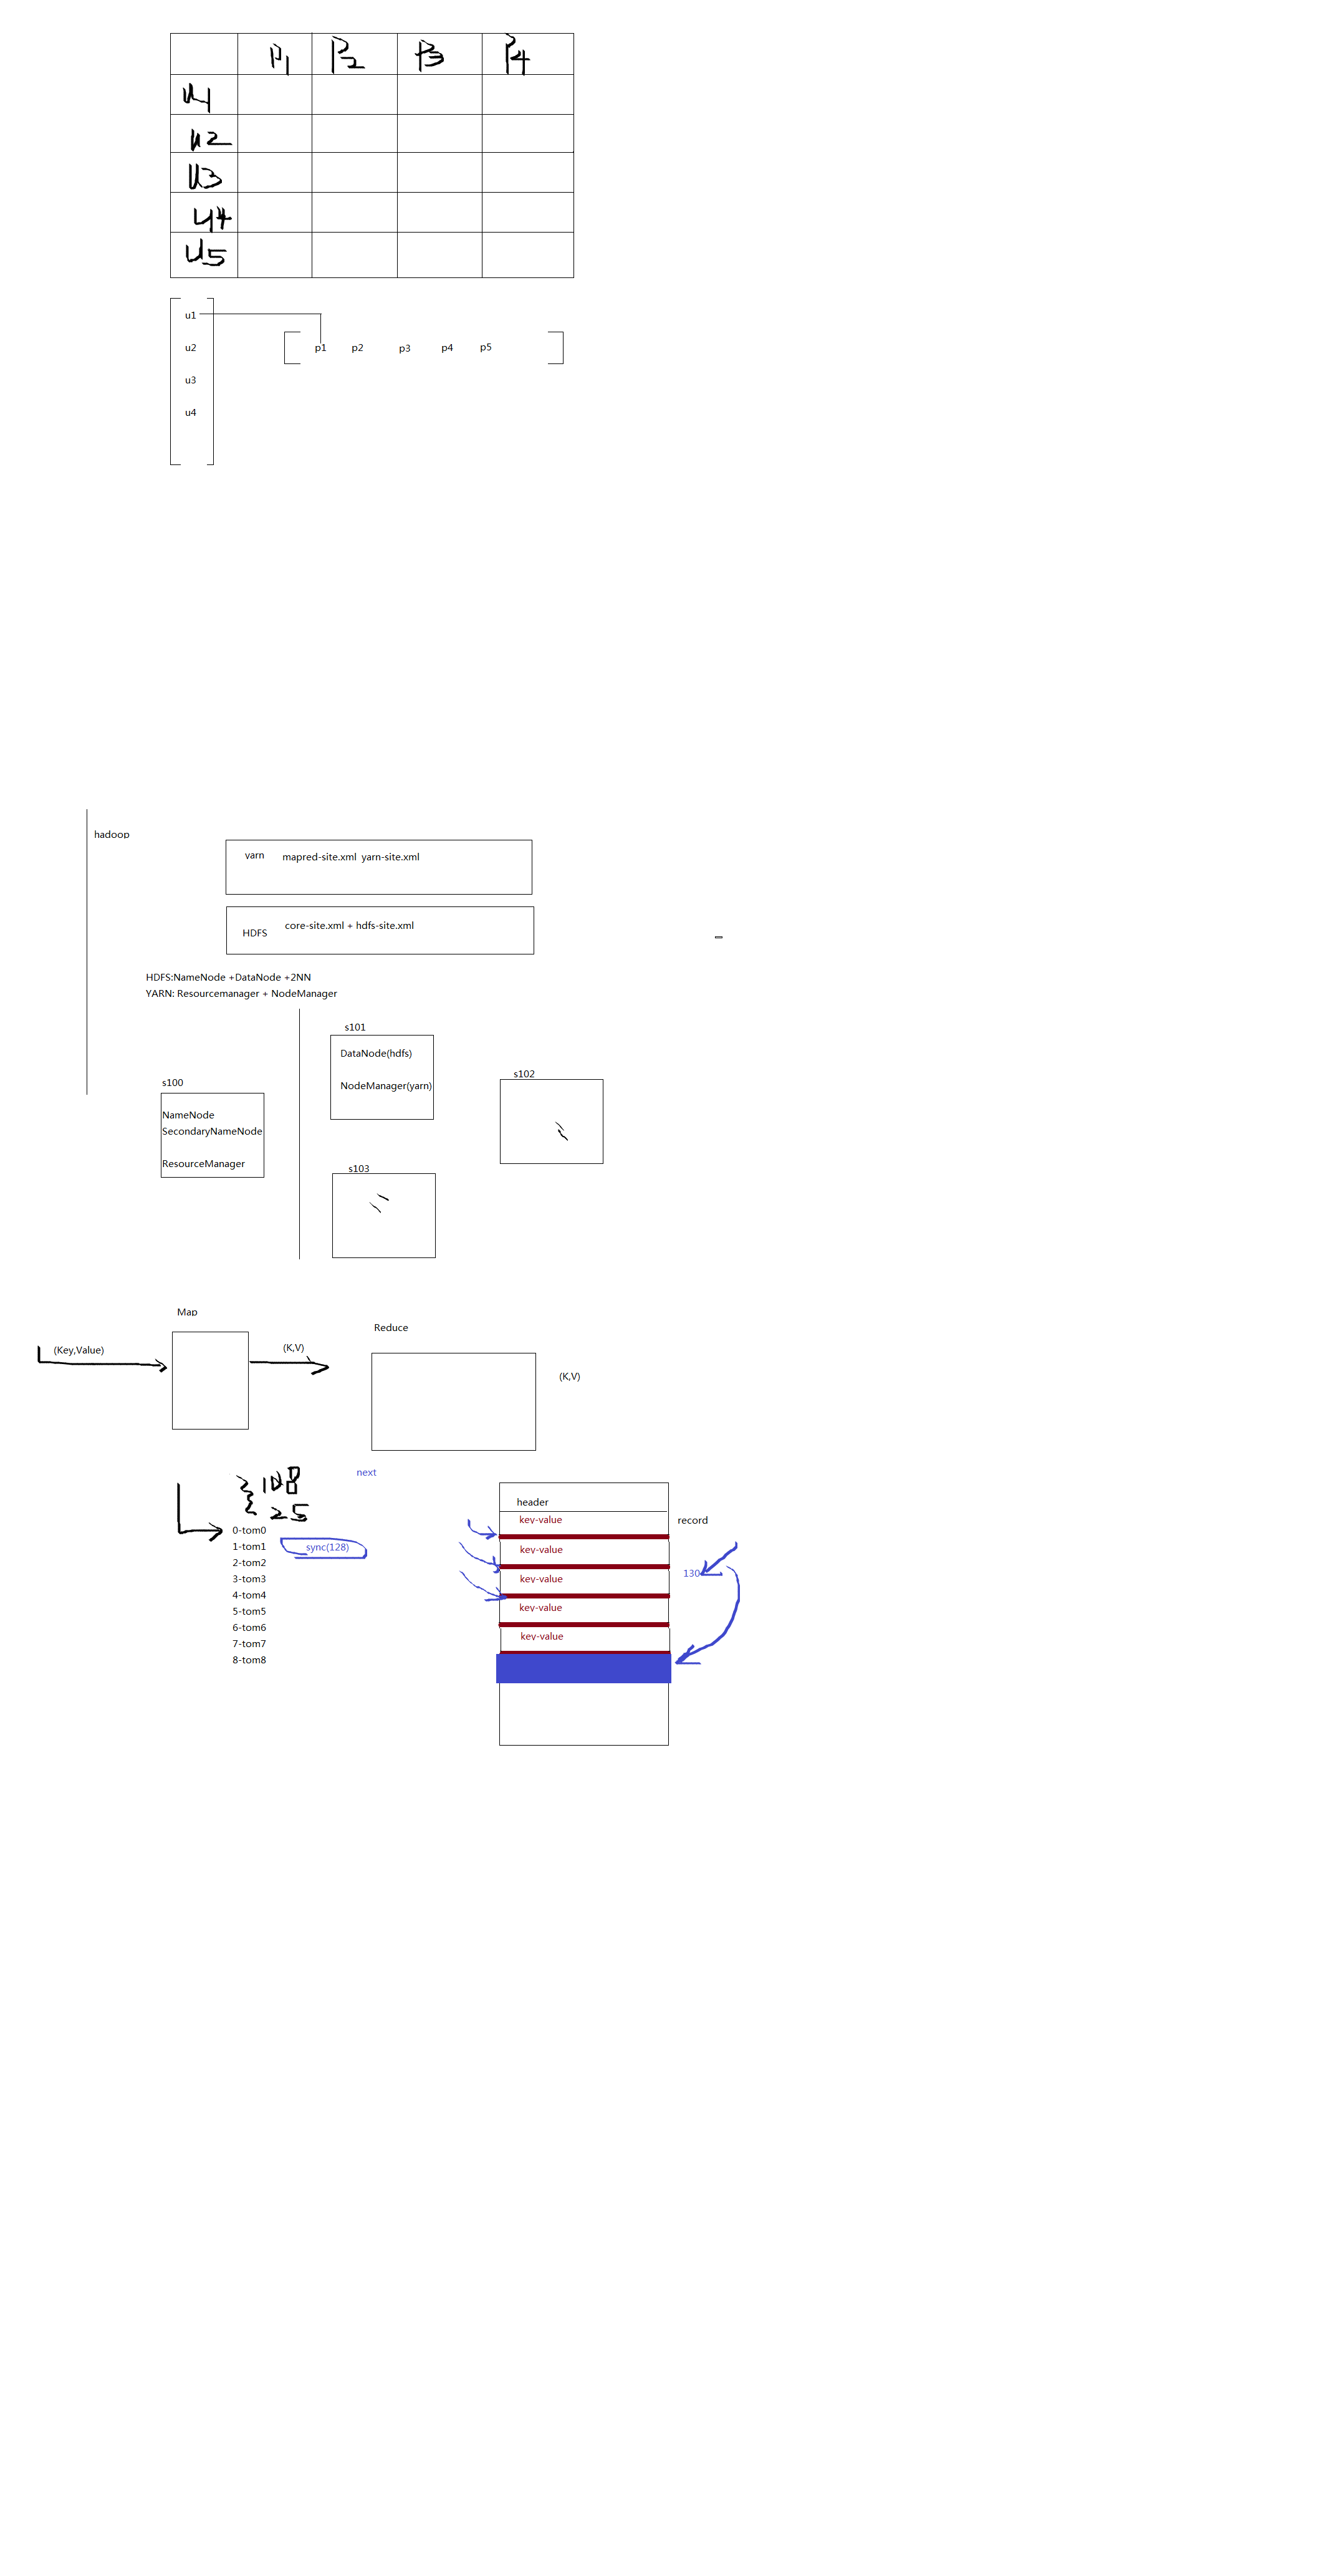 P1 P2 P3 P4
U1
U2
U3
U4
U5
u1
p1 p2 p3 p4 p5
u2
u3
u4
hadoop
varn mapred-site.xml yarn-site.xml
core-site.xml + hdfs-site.xml
HDFS
HDFS:NameNode +DataNode +2NN
YARN: Resourcemanager + NodeManager
s101
DataNode(hdfs)
NodeManager(yarn)
s102
s100
NameNode
SecondaryNameNode
ResourceManager
s103
Map
Reduce
(Key,Value)
(K,V)
(K,V)
108
25
next
0-tom0
1-tom1
2-tom2
3-tom3
4-tom4
5-tom5
6-tom6
7-tom7
8-tom8
sync(128)
header
key-value
record
key-value
130
key-value
key-value
key-value